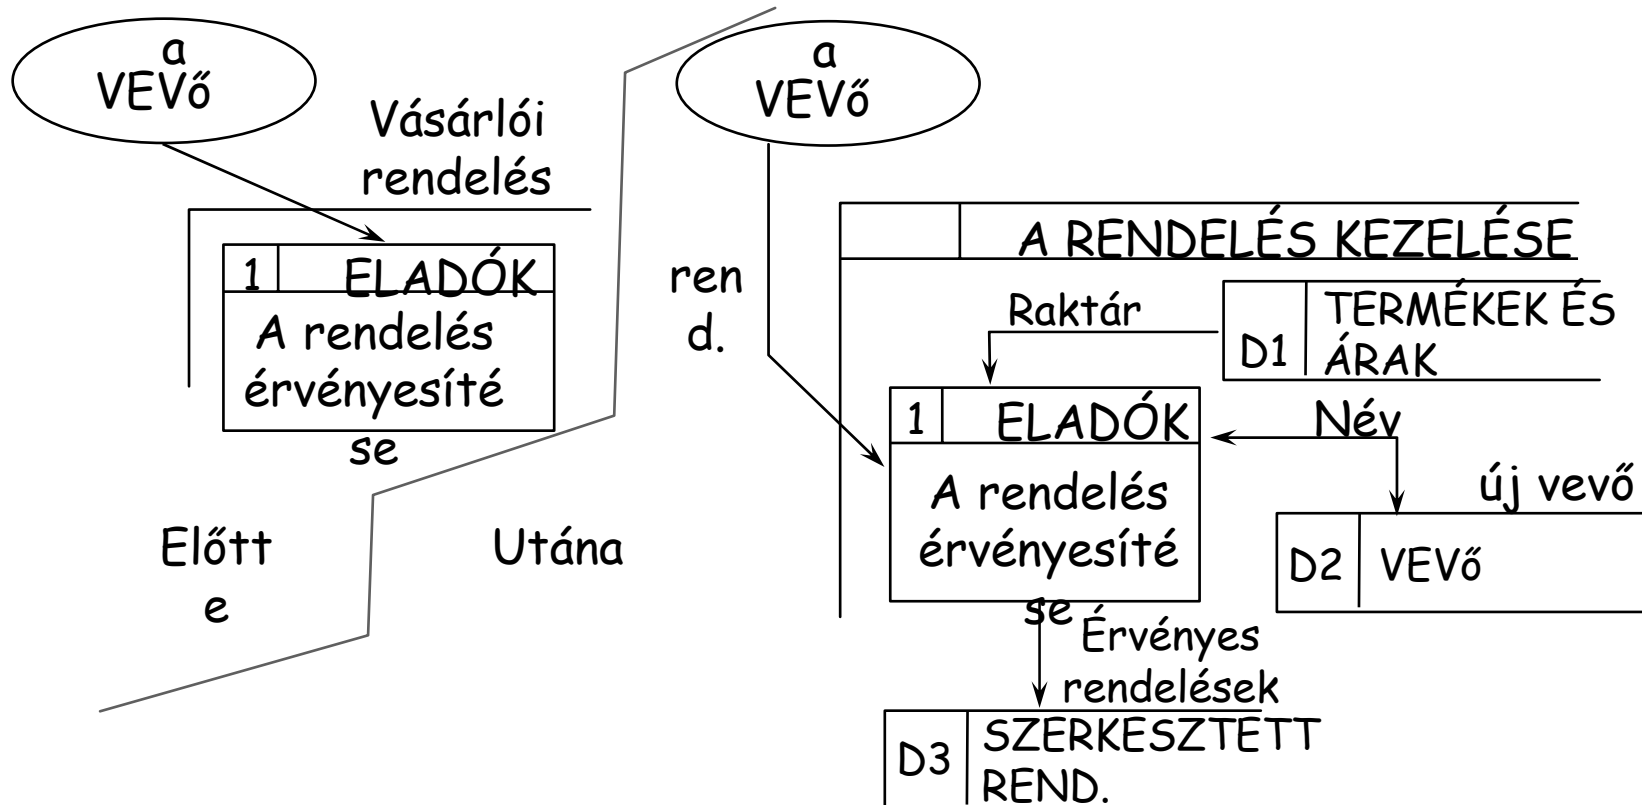 a
VEVő
Vásárlói
rendelés
1 ELADÓK
A rendelés
érvényesíté
se
Előtt
e
Utána
a
VEVő
ren
d.
A RENDELÉS KEZELÉSE
Raktár
D1 TERMÉKEK ÉS
ÁRAK
1 ELADÓK
Név
A rendelés
érvényesíté
se
új vevő
D2 VEVő
Érvényes
rendelések
D3 SZERKESZTETT
REND.